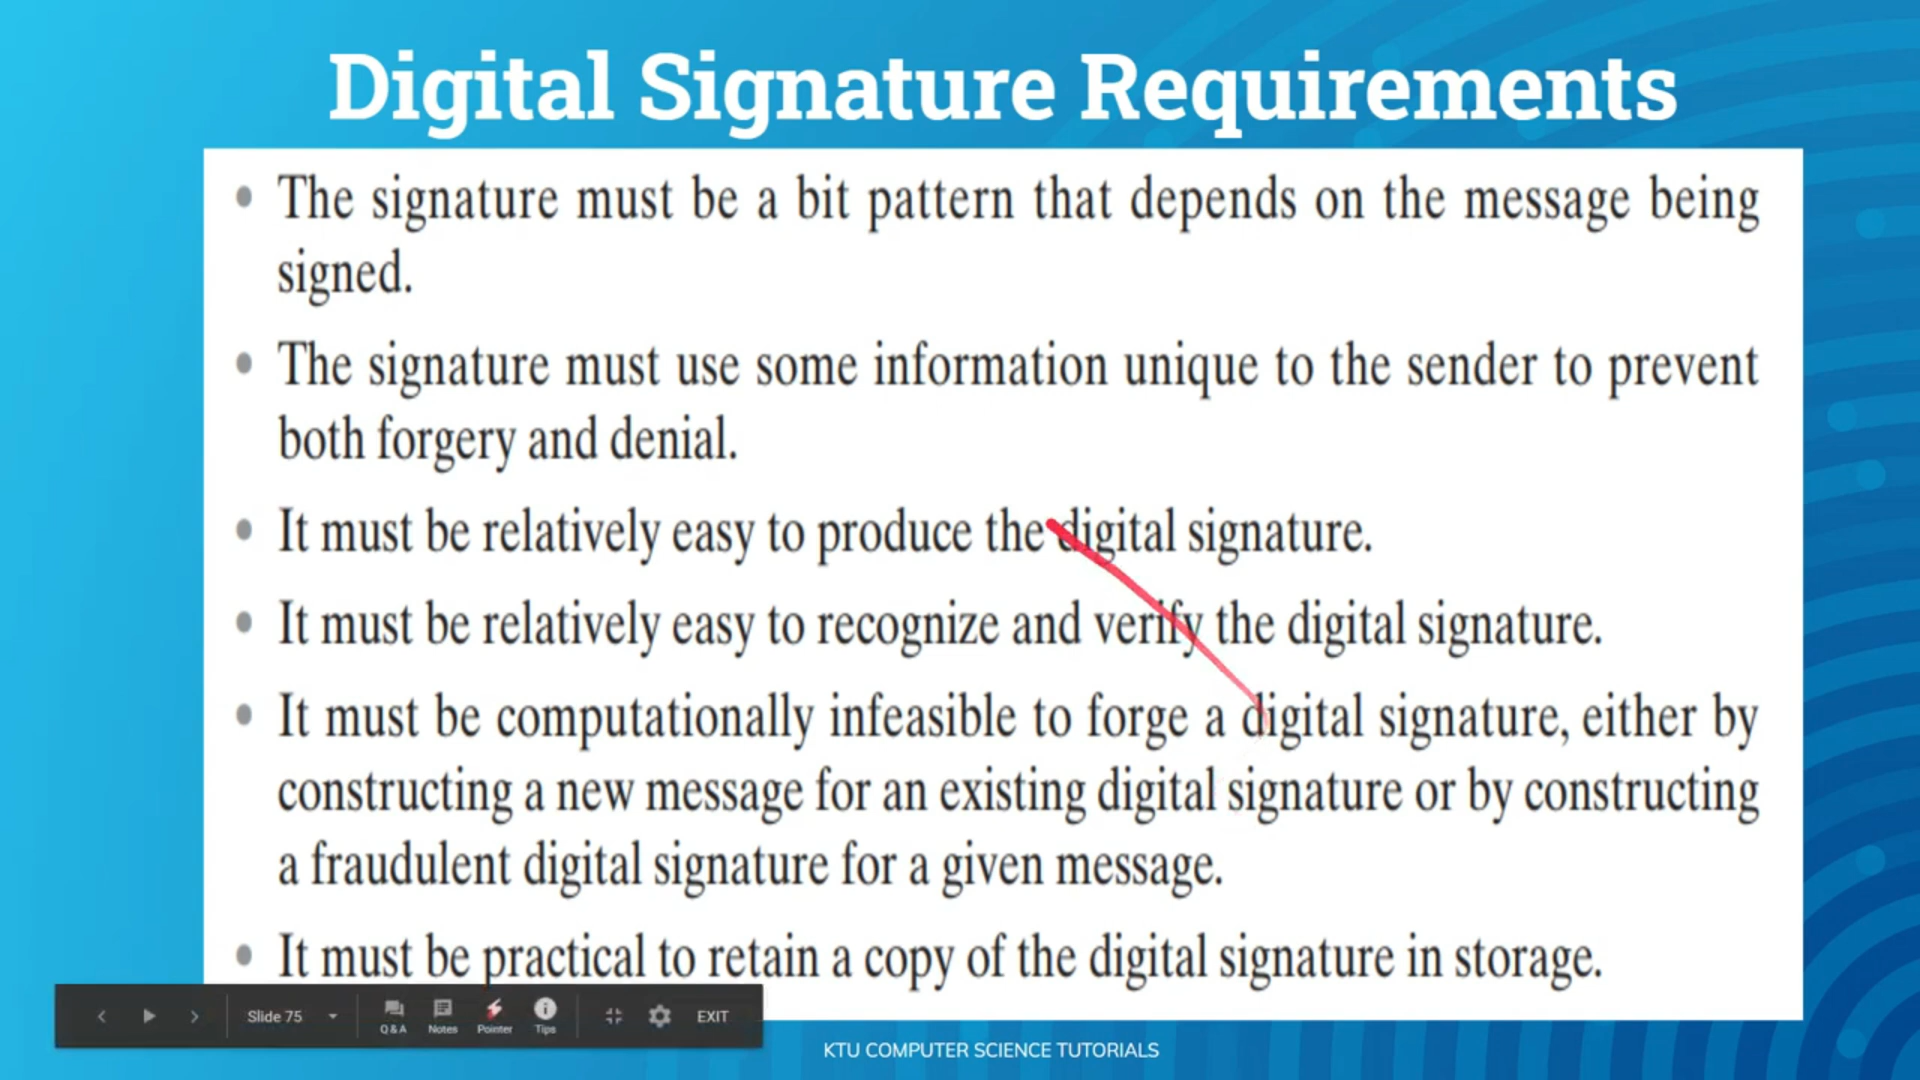 Digital Signature Requirements
• The signature must be a bit pattern that depends on the message being
signed.
• The signature must use some information unique to the sender to prevent
both forgery and denial.
• It must be relatively easy to produce the digital signature.
• It must be relatively easy to recognize and verify the digital signature.
• It must be computationally infeasible to forge a digital signature, either by
constructing a new message for an existing digital signature or by constructing
a fraudulent digital signature for a given message.
• It must be practical to retain a copy of the digital signature in storage.
Slide 75
Q&A
Notes
Pointer
Tips
EXIT
KTU COMPUTER SCIENCE TUTORIALS